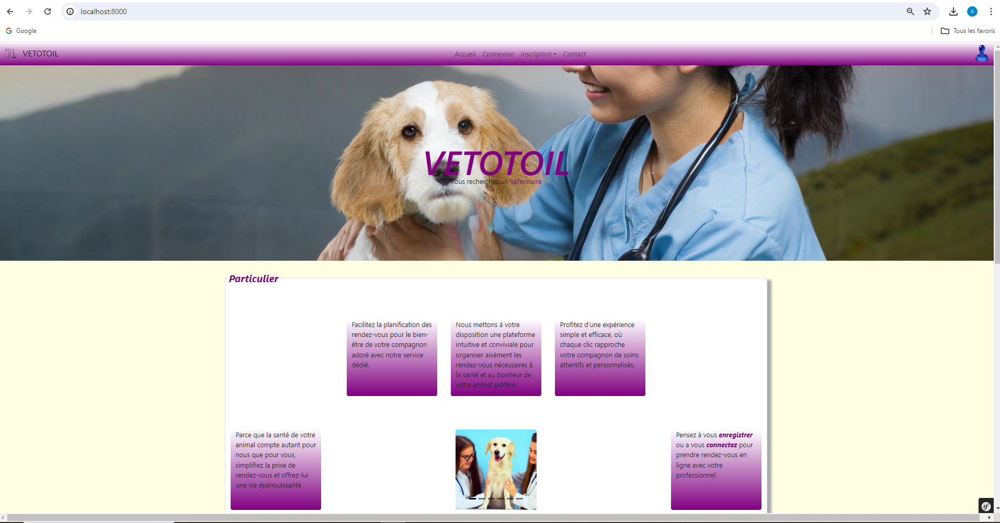 localhost:8000
Google
Tous les favoris
VETOTOIL
Accueil Connexion Inscription Contact
VETOTOIL
Vous recherchez un Vétérinaire
Particulier
Facilitez la planification des
rendez-vous pour le bien-
être de votre compagnon
adoré avec notre service
dédié.
Nous mettons à votre
disposition une plateforme
intuitive et conviviale pour
organiser aisément les
rendez-vous nécessaires à
la santé et au bonheur de
votre animal préféré.
Profitez d'une expérience
simple et efficace, où
chaque clic rapproche
votre compagnon de soins
attentifs et personnalisés.
Parce que la santé de votre
animal compte autant pour
nous que pour vous,
simplifiez la prise de
rendez-vous et offrez-lui
une vie épanouissante
Pensez à vous enregistrer
ou a vous connectez pour
prendre rendez-vous en
ligne avec votre
professionnel
s
sf